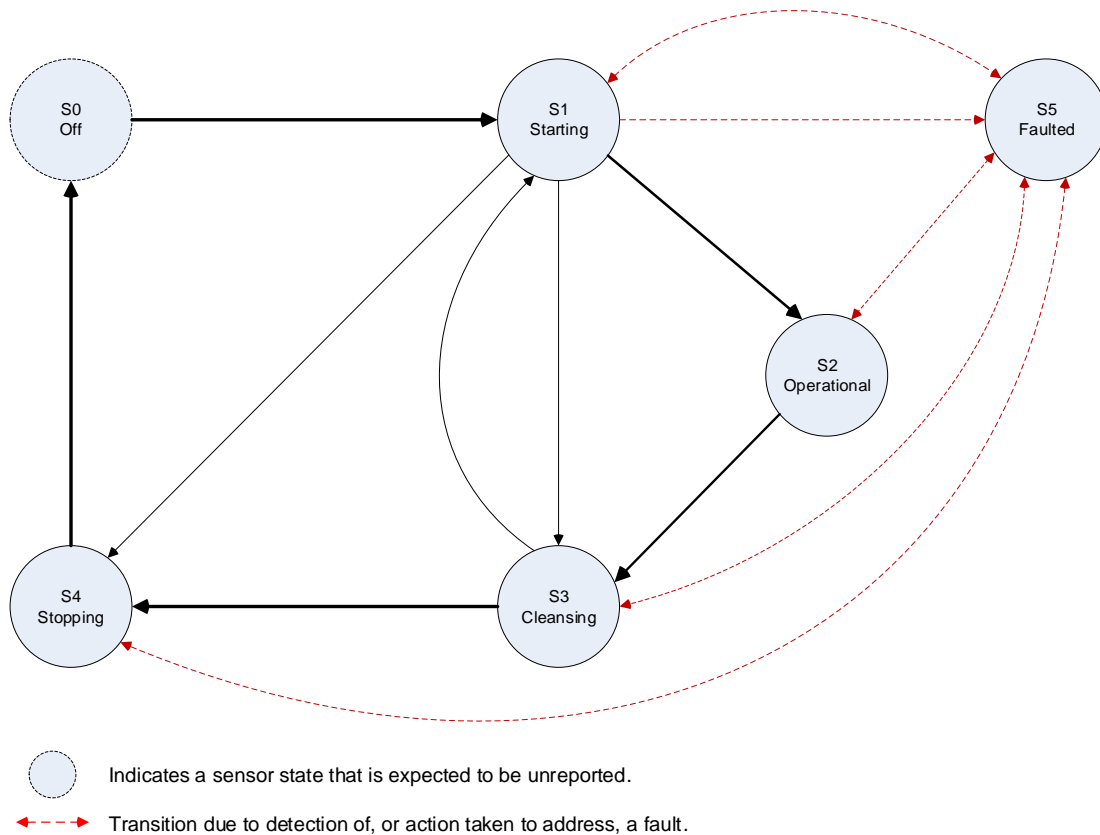 S0
Off
S1
Starting
S5
Faulted
S2
Operational
S4
Stopping
S3
Cleansing
Indicates a sensor state that is expected to be unreported.
Transition due to detection of, or action taken to address, a fault.